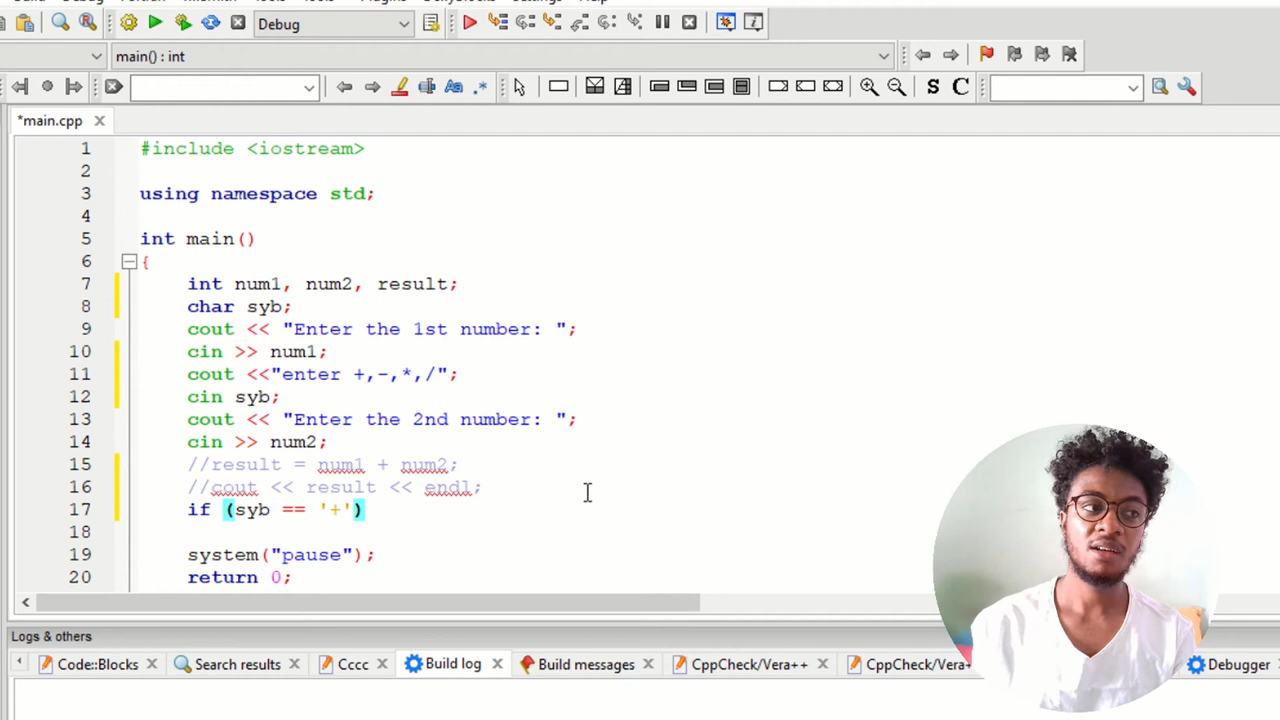 Debug
main() : int
S C
*main.cpp
1 #include <iostream>
2
3 using namespace std;
4
5 int main()
6 {
7 int num1, num2, result;
8 char syb;
9 cout << "Enter the 1st number: ";
10 cin >> num1;
11 cout <<"enter +,-,*,/";
12 cin syb;
13 cout << "Enter the 2nd number: ";
14 cin >> num2;
15 //result = num1 + num2;
16 //cout << result << endl;
17 if (syb == '+')
18
19 system("pause");
20 return 0;
Logs & others
Code::Blocks Search results Cccc Build log Build messages CppCheck/Vera++ CppCheck/Vera+ Debugger